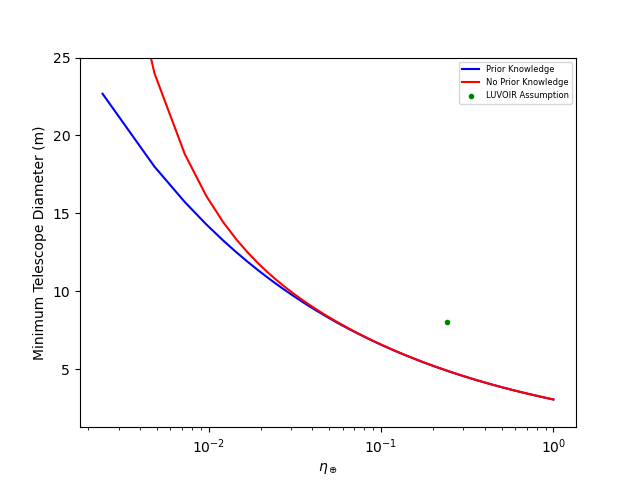 25
20
15
10
5
Minimum Telescope Diameter (m)
Prior Knowledge
No Prior Knowledge
LUVOIR Assumption
10⁻² 10⁻¹ 10⁰
η⊕